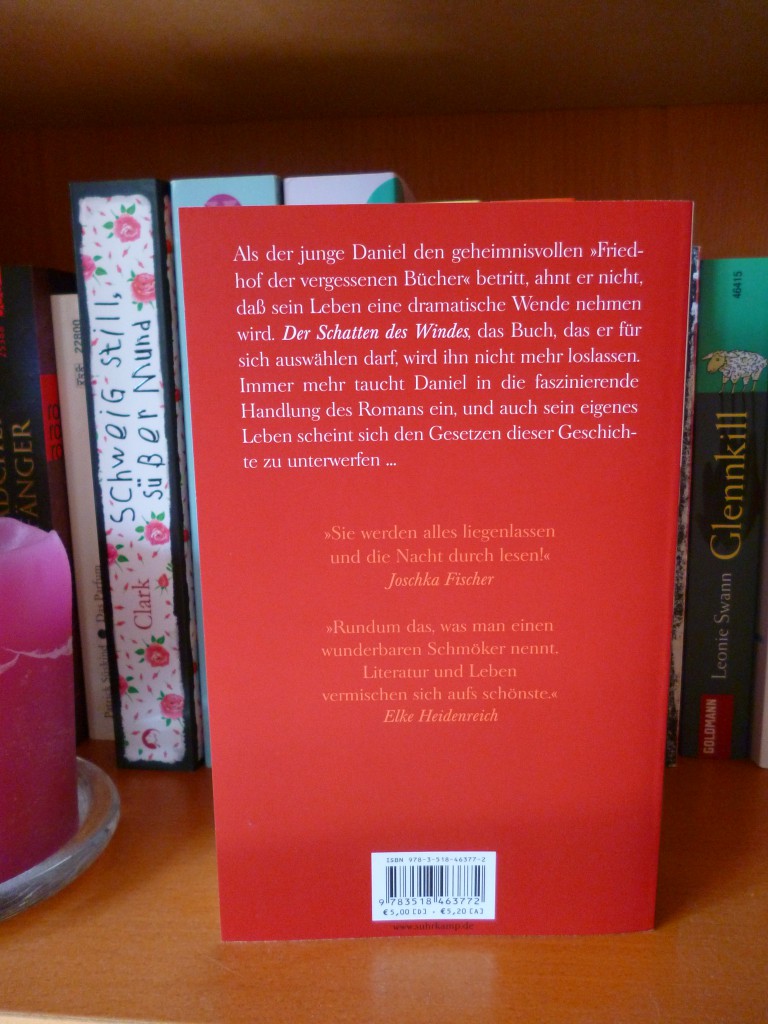 Als der junge Daniel den geheimnisvollen »Fried-
hof der vergessenen Bücher« betritt, ahnt er nicht,
daß sein Leben eine dramatische Wende nehmen
wird. Der Schatten des Windes, das Buch, das er für
sich auswählen darf, wird ihn nicht mehr loslassen.
Immer mehr taucht Daniel in die faszinierende
Handlung des Romans ein, und auch sein eigenes
Leben scheint sich den Gesetzen dieser Geschich-
te zu unterwerfen ...
»Sie werden alles liegenlassen
und die Nacht durch lesen!«
Joschka Fischer
»Rundum das, was man einen
wunderbaren Schmöker nennt.
Literatur und Leben
vermischen sich aufs schönste.«
Elke Heidenreich
ISBN 978-3-518-46377-2
9 783518 463772
€ 5,00 [D] - € 5,20 [A]
www.suhrkamp.de
22800
Patrick Süskind Das Parfum
Schweig still,
süßer Mund
Clark
46415
Leonie Swann Glennkill
GOLDMANN